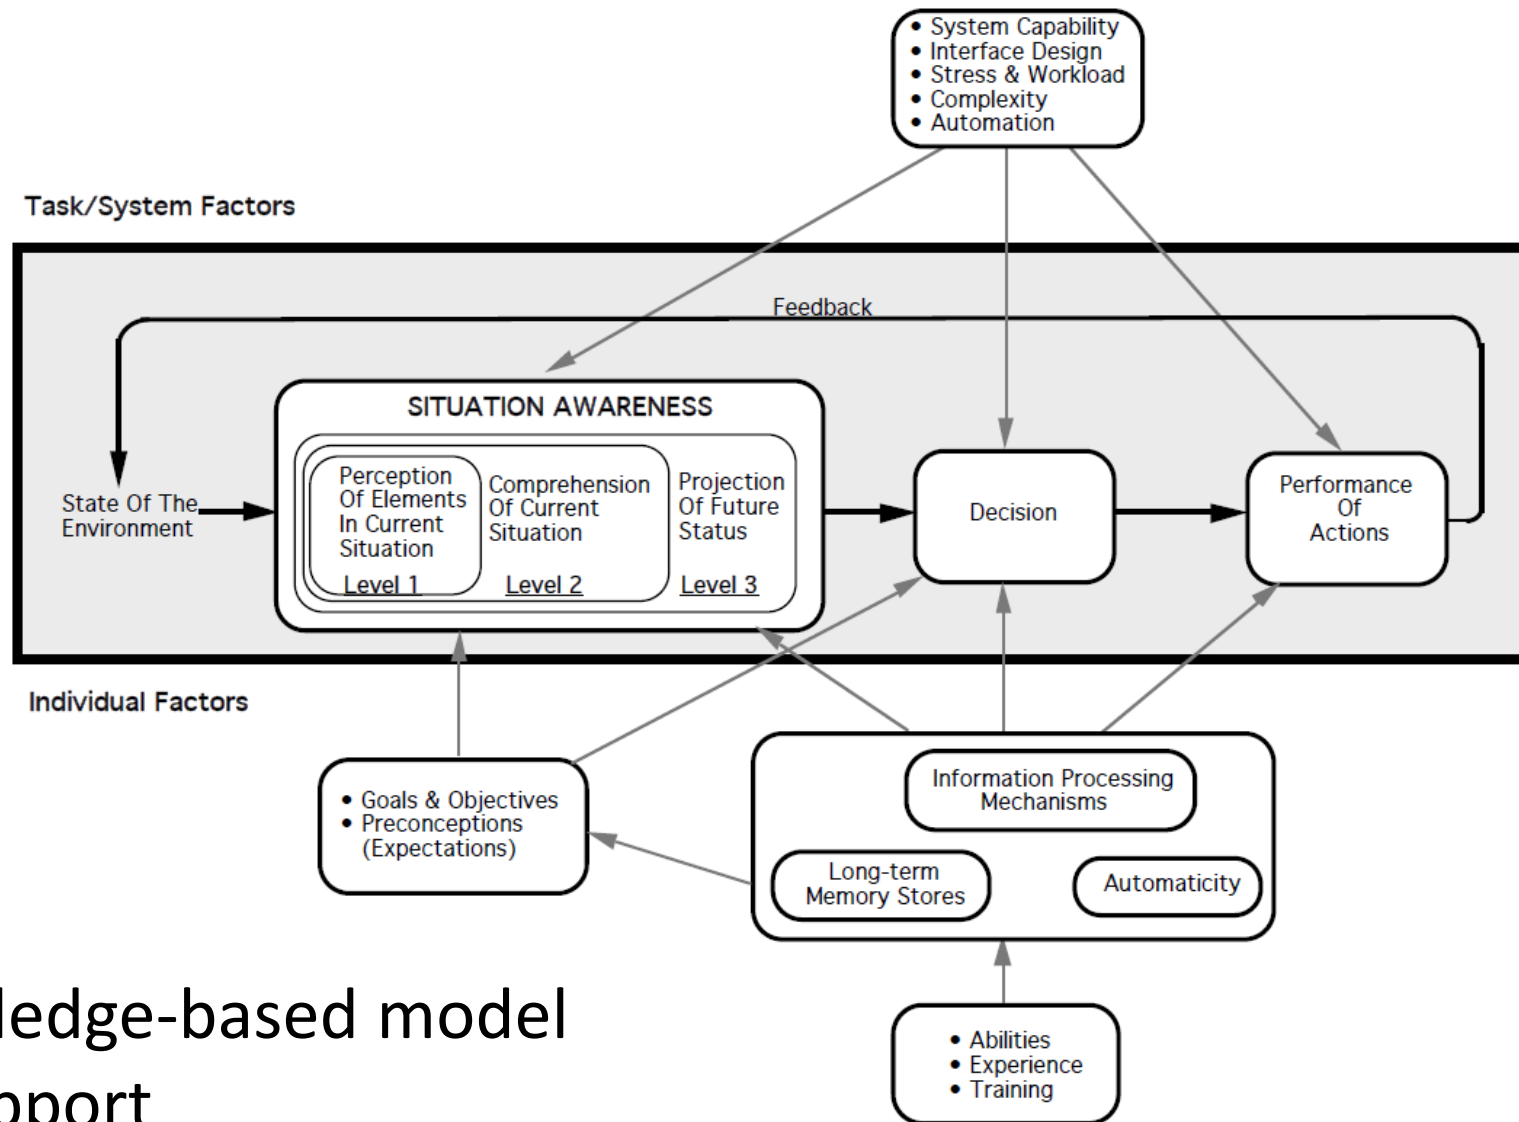 • System Capability
• Interface Design
• Stress & Workload
• Complexity
• Automation
Task/System Factors
Feedback
SITUATION AWARENESS
Perception
Of Elements
In Current
Situation
Level 1
Comprehension
Of Current
Situation
Level 2
Projection
Of Future
Status
Level 3
State Of The
Environment
Decision
Performance
Of
Actions
Individual Factors
• Goals & Objectives
• Preconceptions
(Expectations)
Information Processing
Mechanisms
Long-term
Memory Stores
Automaticity
ledge-based model
pport
• Abilities
• Experience
• Training